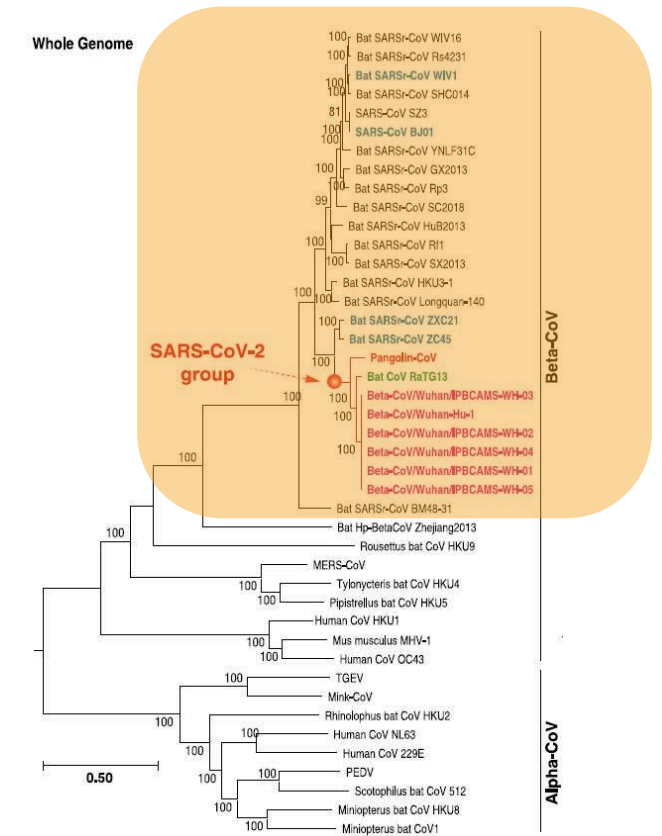 Whole Genome
100
Bat SARSr-CoV WIV16
100
Bat SARSr-CoV Rs4231
Bat SARSr-CoV WIV1
100
100
Bat SARSr-CoV SHC014
81
SARS-CoV SZ3
100
SARS-CoV BJ01
100
Bat SARSr-CoV YNLF31C
100
Bat SARSr-CoV GX2013
100
Bat SARSr-CoV Rp3
99
Bat SARSr-CoV SC2018
Bat SARSr-CoV HuB2013
100
Bat SARSr-CoV Rf1
100
Bat SARSr-CoV SX2013
Bat SARSr-CoV HKU3-1
100
100
Bat SARSr-CoV Longquan-140
100
Bat SARSr-CoV ZXC21
Bat SARSr-CoV ZC45
SARS-CoV-2
group
100
Pangolin-CoV
Bat CoV RaTG13
100
100
Beta-CoV/Wuhan/IPBCAMS-WH-03
100
Beta-CoV/Wuhan-Hu-1
Beta-CoV/Wuhan/IPBCAMS-WH-02
100
Beta-CoV/Wuhan/IPBCAMS-WH-04
100
Beta-CoV/Wuhan/IPBCAMS-WH-01
Beta-CoV/Wuhan/IPBCAMS-WH-05
Bat SARSr-CoV BM48-31
Bat Hp-BetaCoV Zhejiang2013
100
Rousettus bat CoV HKU9
MERS-CoV
100
Tylonycteris bat CoV HKU4
100
Pipistrellus bat CoV HKU5
Human CoV HKU1
100
Mus musculus MHV-1
100
Human CoV OC43
Beta-CoV
100
TGEV
Mink-CoV
100
Rhinolophus bat CoV HKU2
100
Human CoV NL63
100
Human CoV 229E
100
100
PEDV
Scotophilus bat CoV 512
100
Miniopterus bat CoV HKU8
100
Miniopterus bat CoV1
Alpha-CoV
0.50